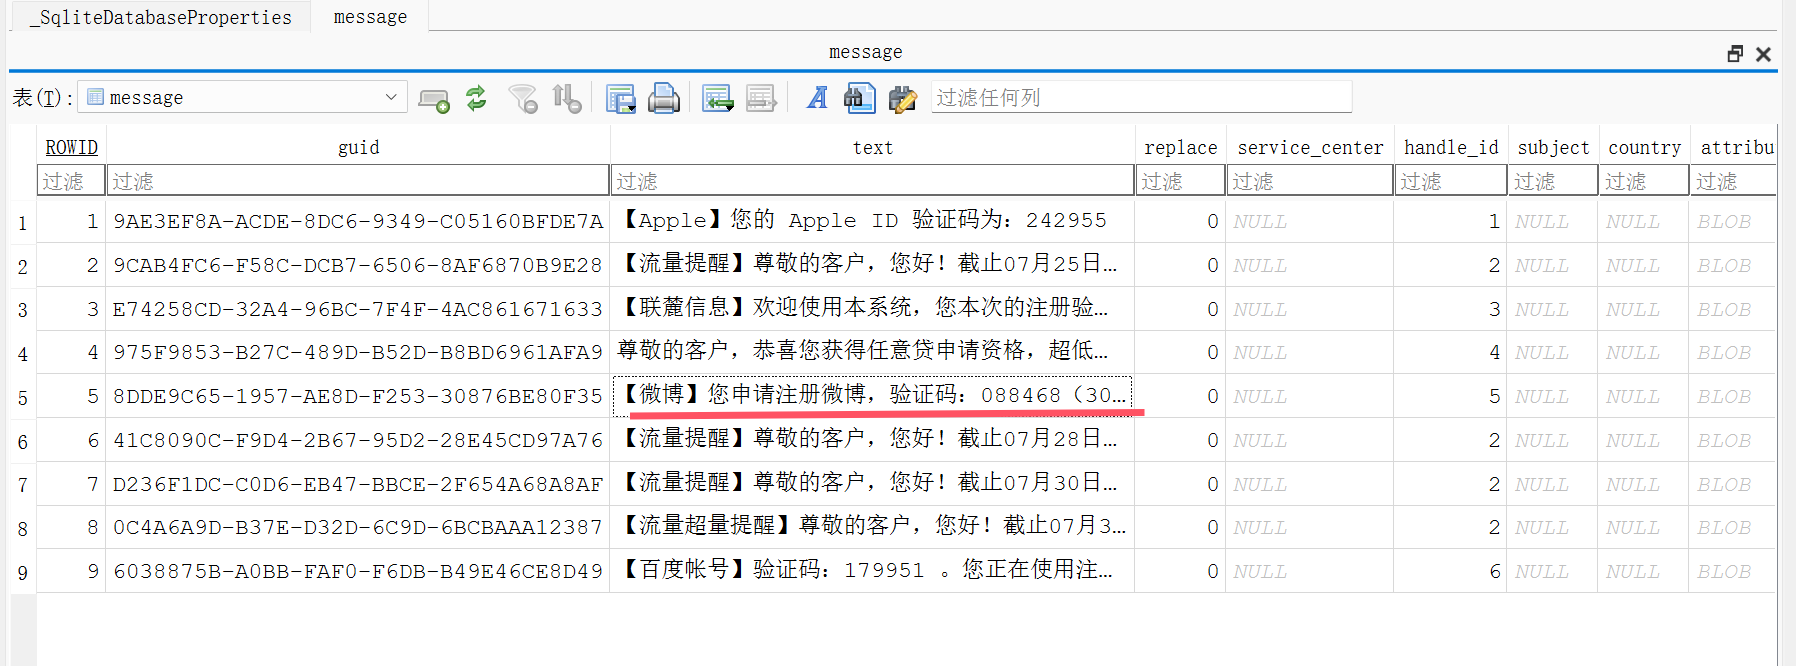 _SqliteDatabaseProperties message
message
表(T): message 过滤任何列
ROWID guid text replace service_center handle_id subject country attribu
过滤 过滤 过滤 过滤 过滤 过滤 过滤 过滤 过滤
1 1 9AE3EF8A-ACDE-8DC6-9349-C05160BFDE7A 【Apple】您的 Apple ID 验证码为：242955 0 NULL 1 NULL NULL BLOB
2 2 9CAB4FC6-F58C-DCB7-6506-8AF6870B9E28 【流量提醒】尊敬的客户，您好！截止07月25日… 0 NULL 2 NULL NULL BLOB
3 3 E74258CD-32A4-96BC-7F4F-4AC861671633 【联麓信息】欢迎使用本系统，您本次的注册验… 0 NULL 3 NULL NULL BLOB
4 4 975F9853-B27C-489D-B52D-B8BD6961AFA9 尊敬的客户，恭喜您获得任意贷申请资格，超低… 0 NULL 4 NULL NULL BLOB
5 5 8DDE9C65-1957-AE8D-F253-30876BE80F35 【微博】您申请注册微博，验证码：088468（30… 0 NULL 5 NULL NULL BLOB
6 6 41C8090C-F9D4-2B67-95D2-28E45CD97A76 【流量提醒】尊敬的客户，您好！截止07月28日… 0 NULL 2 NULL NULL BLOB
7 7 D236F1DC-C0D6-EB47-BBCE-2F654A68A8AF 【流量提醒】尊敬的客户，您好！截止07月30日… 0 NULL 2 NULL NULL BLOB
8 8 0C4A6A9D-B37E-D32D-6C9D-6BCBAAA12387 【流量超量提醒】尊敬的客户，您好！截止07月3… 0 NULL 2 NULL NULL BLOB
9 9 6038875B-A0BB-FAF0-F6DB-B49E46CE8D49 【百度帐号】验证码：179951 。您正在使用注… 0 NULL 6 NULL NULL BLOB